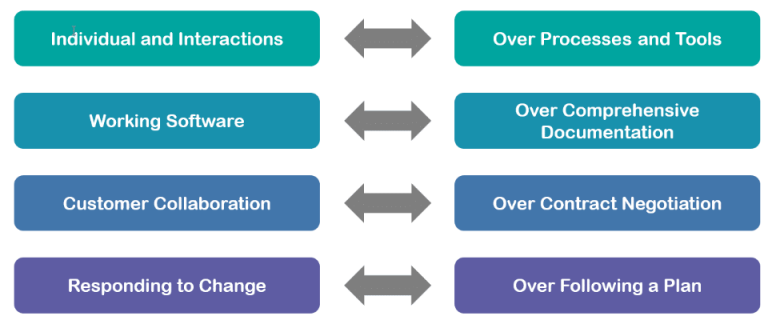 Individual and Interactions
Over Processes and Tools
Working Software
Over Comprehensive
Documentation
Customer Collaboration
Over Contract Negotiation
Responding to Change
Over Following a Plan